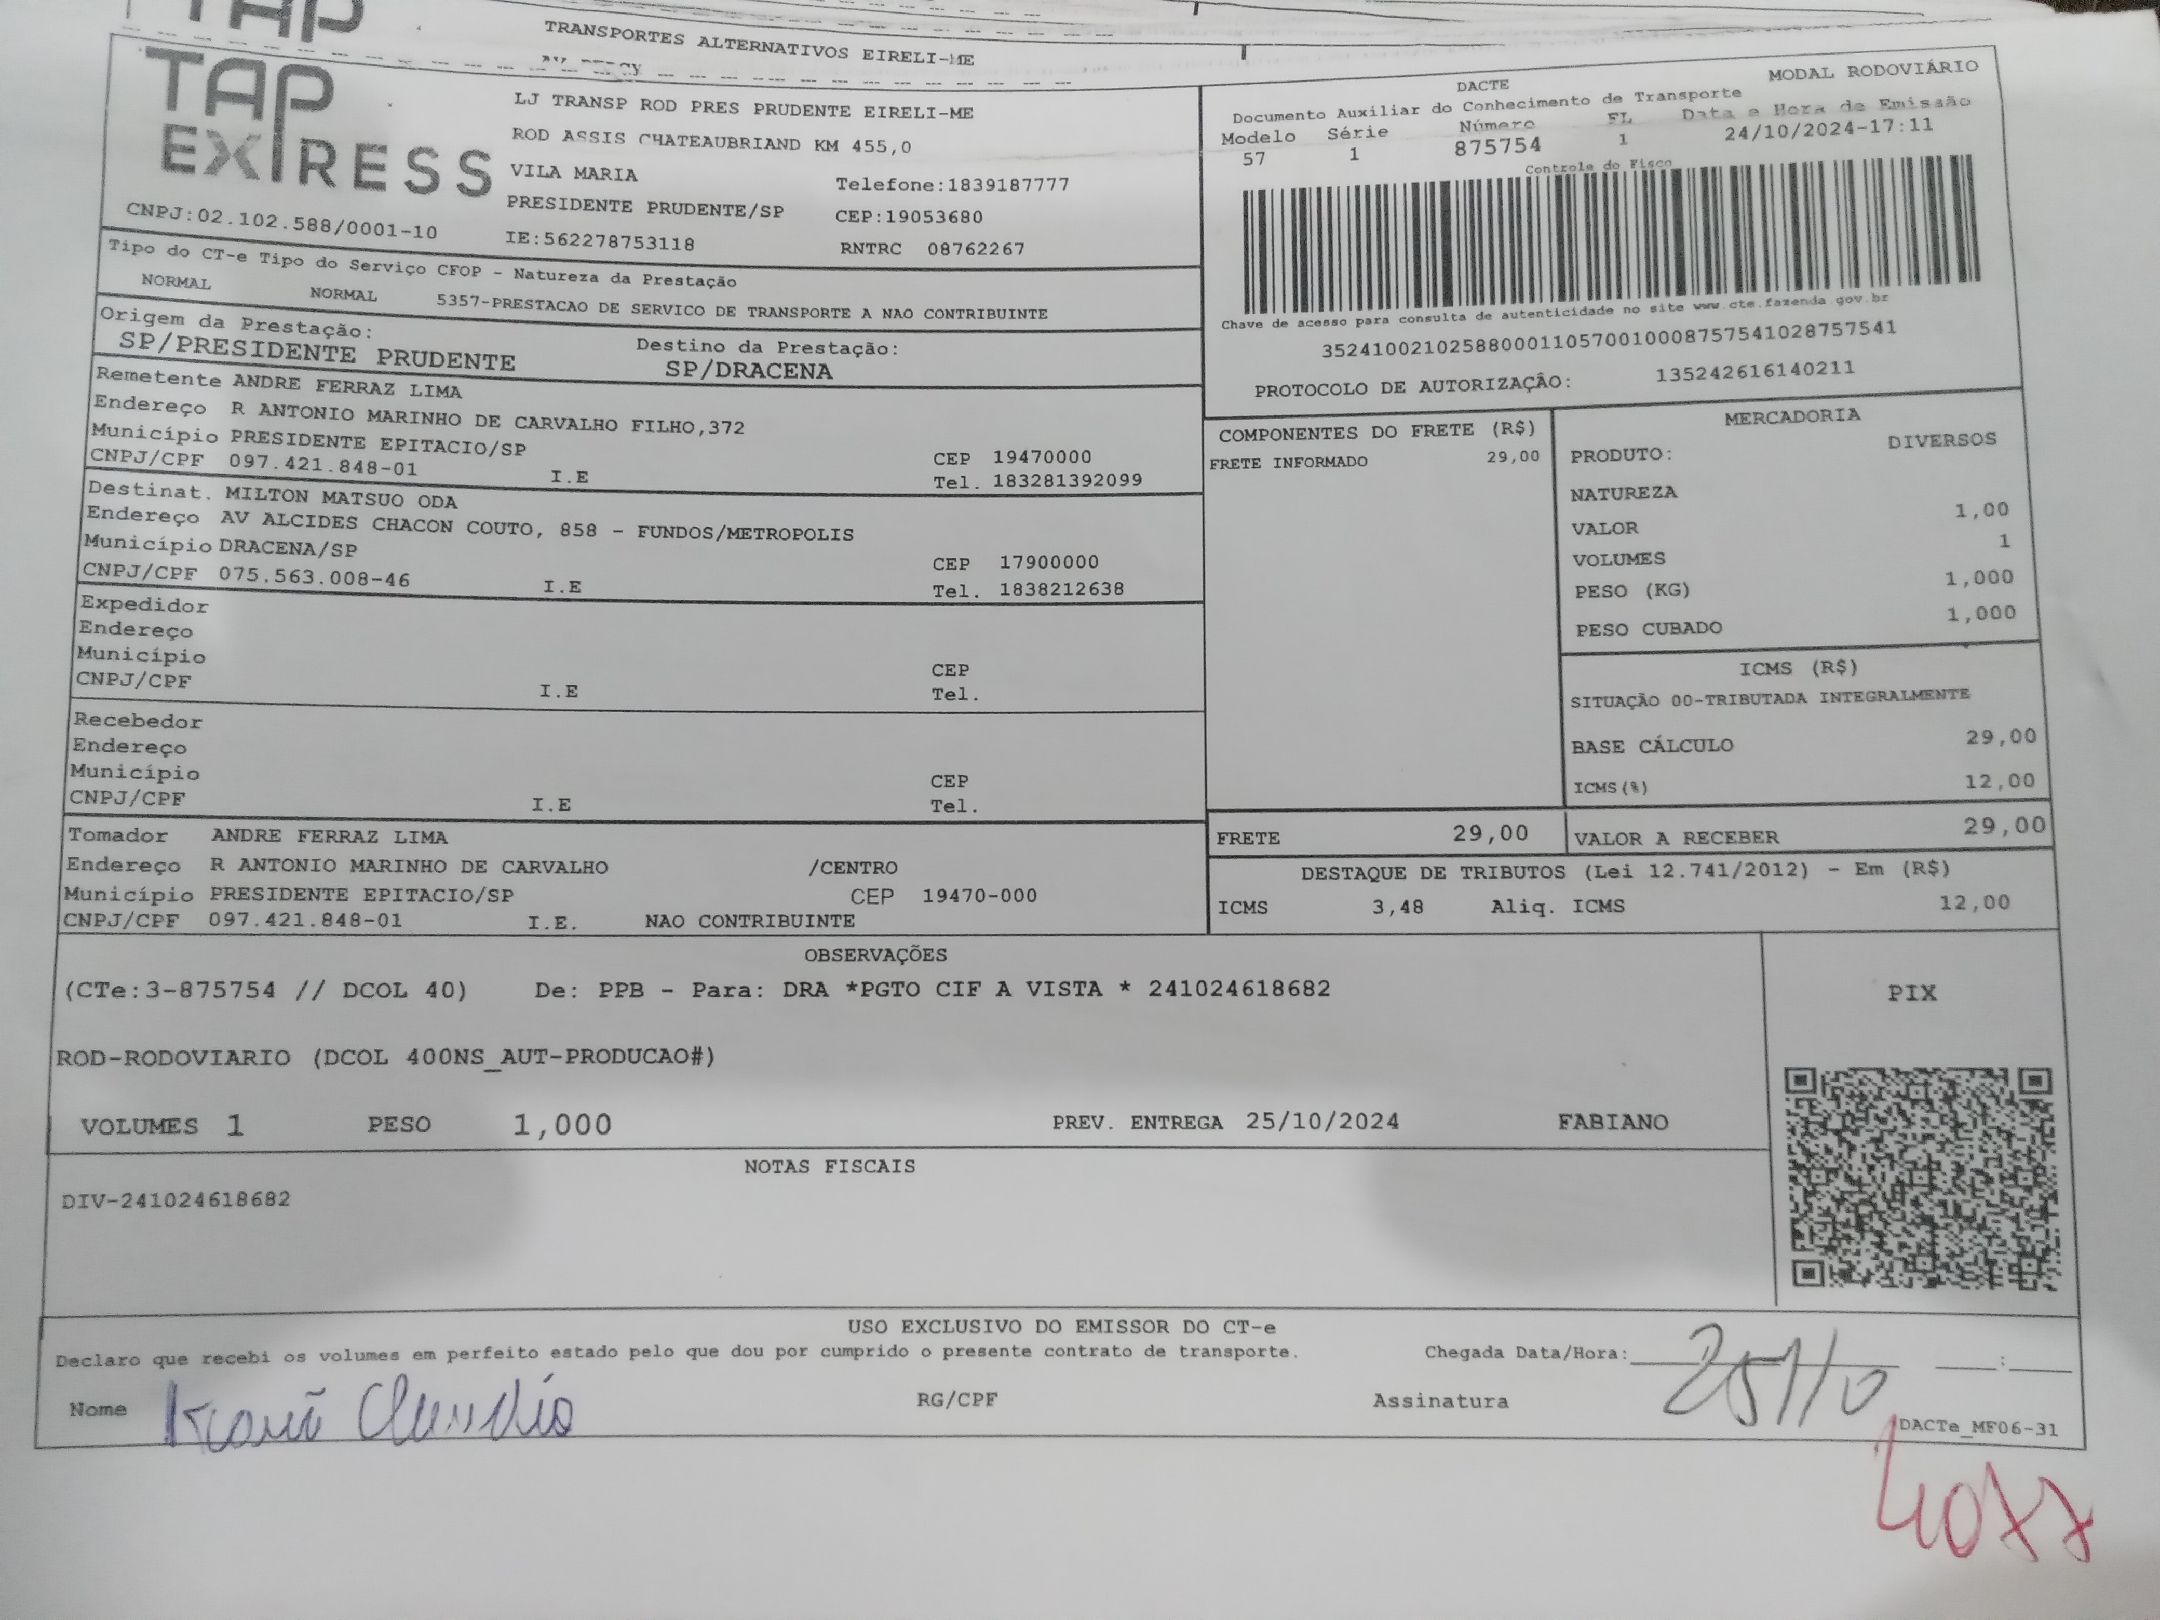 TAP
TRANSPORTES ALTERNATIVOS EIRELI-ME
TAP
EXPRESS
CNPJ:02.102.588/0001-10
LJ TRANSP ROD PRES PRUDENTE EIRELI-ME
ROD ASSIS CHATEAUBRIAND KM 455,0
VILA MARIA Telefone:1839187777
PRESIDENTE PRUDENTE/SP CEP:19053680
IE:562278753118 RNTRC 08762267
DACTE MODAL RODOVIÁRIO
Documento Auxiliar do Conhecimento de Transporte
Modelo Série Número FL Data e Hora de Emissão
57 1 875754 1 24/10/2024-17:11
Controle do Fisco
Chave de acesso para consulta de autenticidade no site www.cte.fazenda gov.br
35241002102588000110570010008757541028757541
PROTOCOLO DE AUTORIZAÇÃO: 135242616140211
Tipo do CT-e Tipo do Serviço CFOP - Natureza da Prestação
NORMAL NORMAL 5357-PRESTACAO DE SERVICO DE TRANSPORTE A NAO CONTRIBUINTE
Origem da Prestação: Destino da Prestação:
SP/PRESIDENTE PRUDENTE SP/DRACENA
Remetente ANDRE FERRAZ LIMA
Endereço R ANTONIO MARINHO DE CARVALHO FILHO,372
Município PRESIDENTE EPITACIO/SP CEP 19470000
CNPJ/CPF 097.421.848-01 I.E Tel. 183281392099
Destinat. MILTON MATSUO ODA
Endereço AV ALCIDES CHACON COUTO, 858 - FUNDOS/METROPOLIS
Município DRACENA/SP CEP 17900000
CNPJ/CPF 075.563.008-46 I.E Tel. 1838212638
Expedidor
Endereço
Município CEP
CNPJ/CPF I.E Tel.
Recebedor
Endereço
Município CEP
CNPJ/CPF I.E Tel.
Tomador ANDRE FERRAZ LIMA
Endereço R ANTONIO MARINHO DE CARVALHO /CENTRO
Município PRESIDENTE EPITACIO/SP CEP 19470-000
CNPJ/CPF 097.421.848-01 I.E. NAO CONTRIBUINTE
COMPONENTES DO FRETE (R$)
FRETE INFORMADO 29,00
MERCADORIA
PRODUTO: DIVERSOS
NATUREZA
VALOR 1,00
VOLUMES 1
PESO (KG) 1,000
PESO CUBADO 1,000
ICMS (R$)
SITUAÇÃO 00-TRIBUTADA INTEGRALMENTE
BASE CÁLCULO 29,00
ICMS(%) 12,00
FRETE 29,00 VALOR A RECEBER 29,00
DESTAQUE DE TRIBUTOS (Lei 12.741/2012) - Em (R$)
ICMS 3,48 Aliq. ICMS 12,00
OBSERVAÇÕES
(CTe:3-875754 // DCOL 40) De: PPB - Para: DRA *PGTO CIF A VISTA * 241024618682
ROD-RODOVIARIO (DCOL 400NS_AUT-PRODUCAO#)
VOLUMES 1 PESO 1,000 PREV. ENTREGA 25/10/2024 FABIANO
PIX
NOTAS FISCAIS
DIV-241024618682
USO EXCLUSIVO DO EMISSOR DO CT-e
Declaro que recebi os volumes em perfeito estado pelo que dou por cumprido o presente contrato de transporte. Chegada Data/Hora: 25/10 :
Nome RG/CPF Assinatura
DACTe_MF06-31
4077